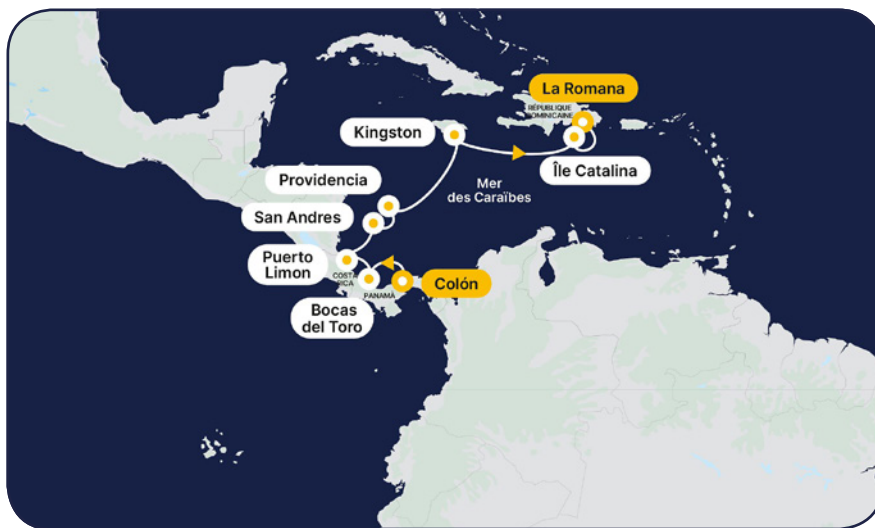 La Romana
RÉPUBLIQUE
DOMINICAINE
Kingston
Île Catalina
Providencia
Mer
des Caraïbes
San Andres
Puerto
Limon
COSTA
RICA
PANAMÁ
Colón
Bocas
del Toro